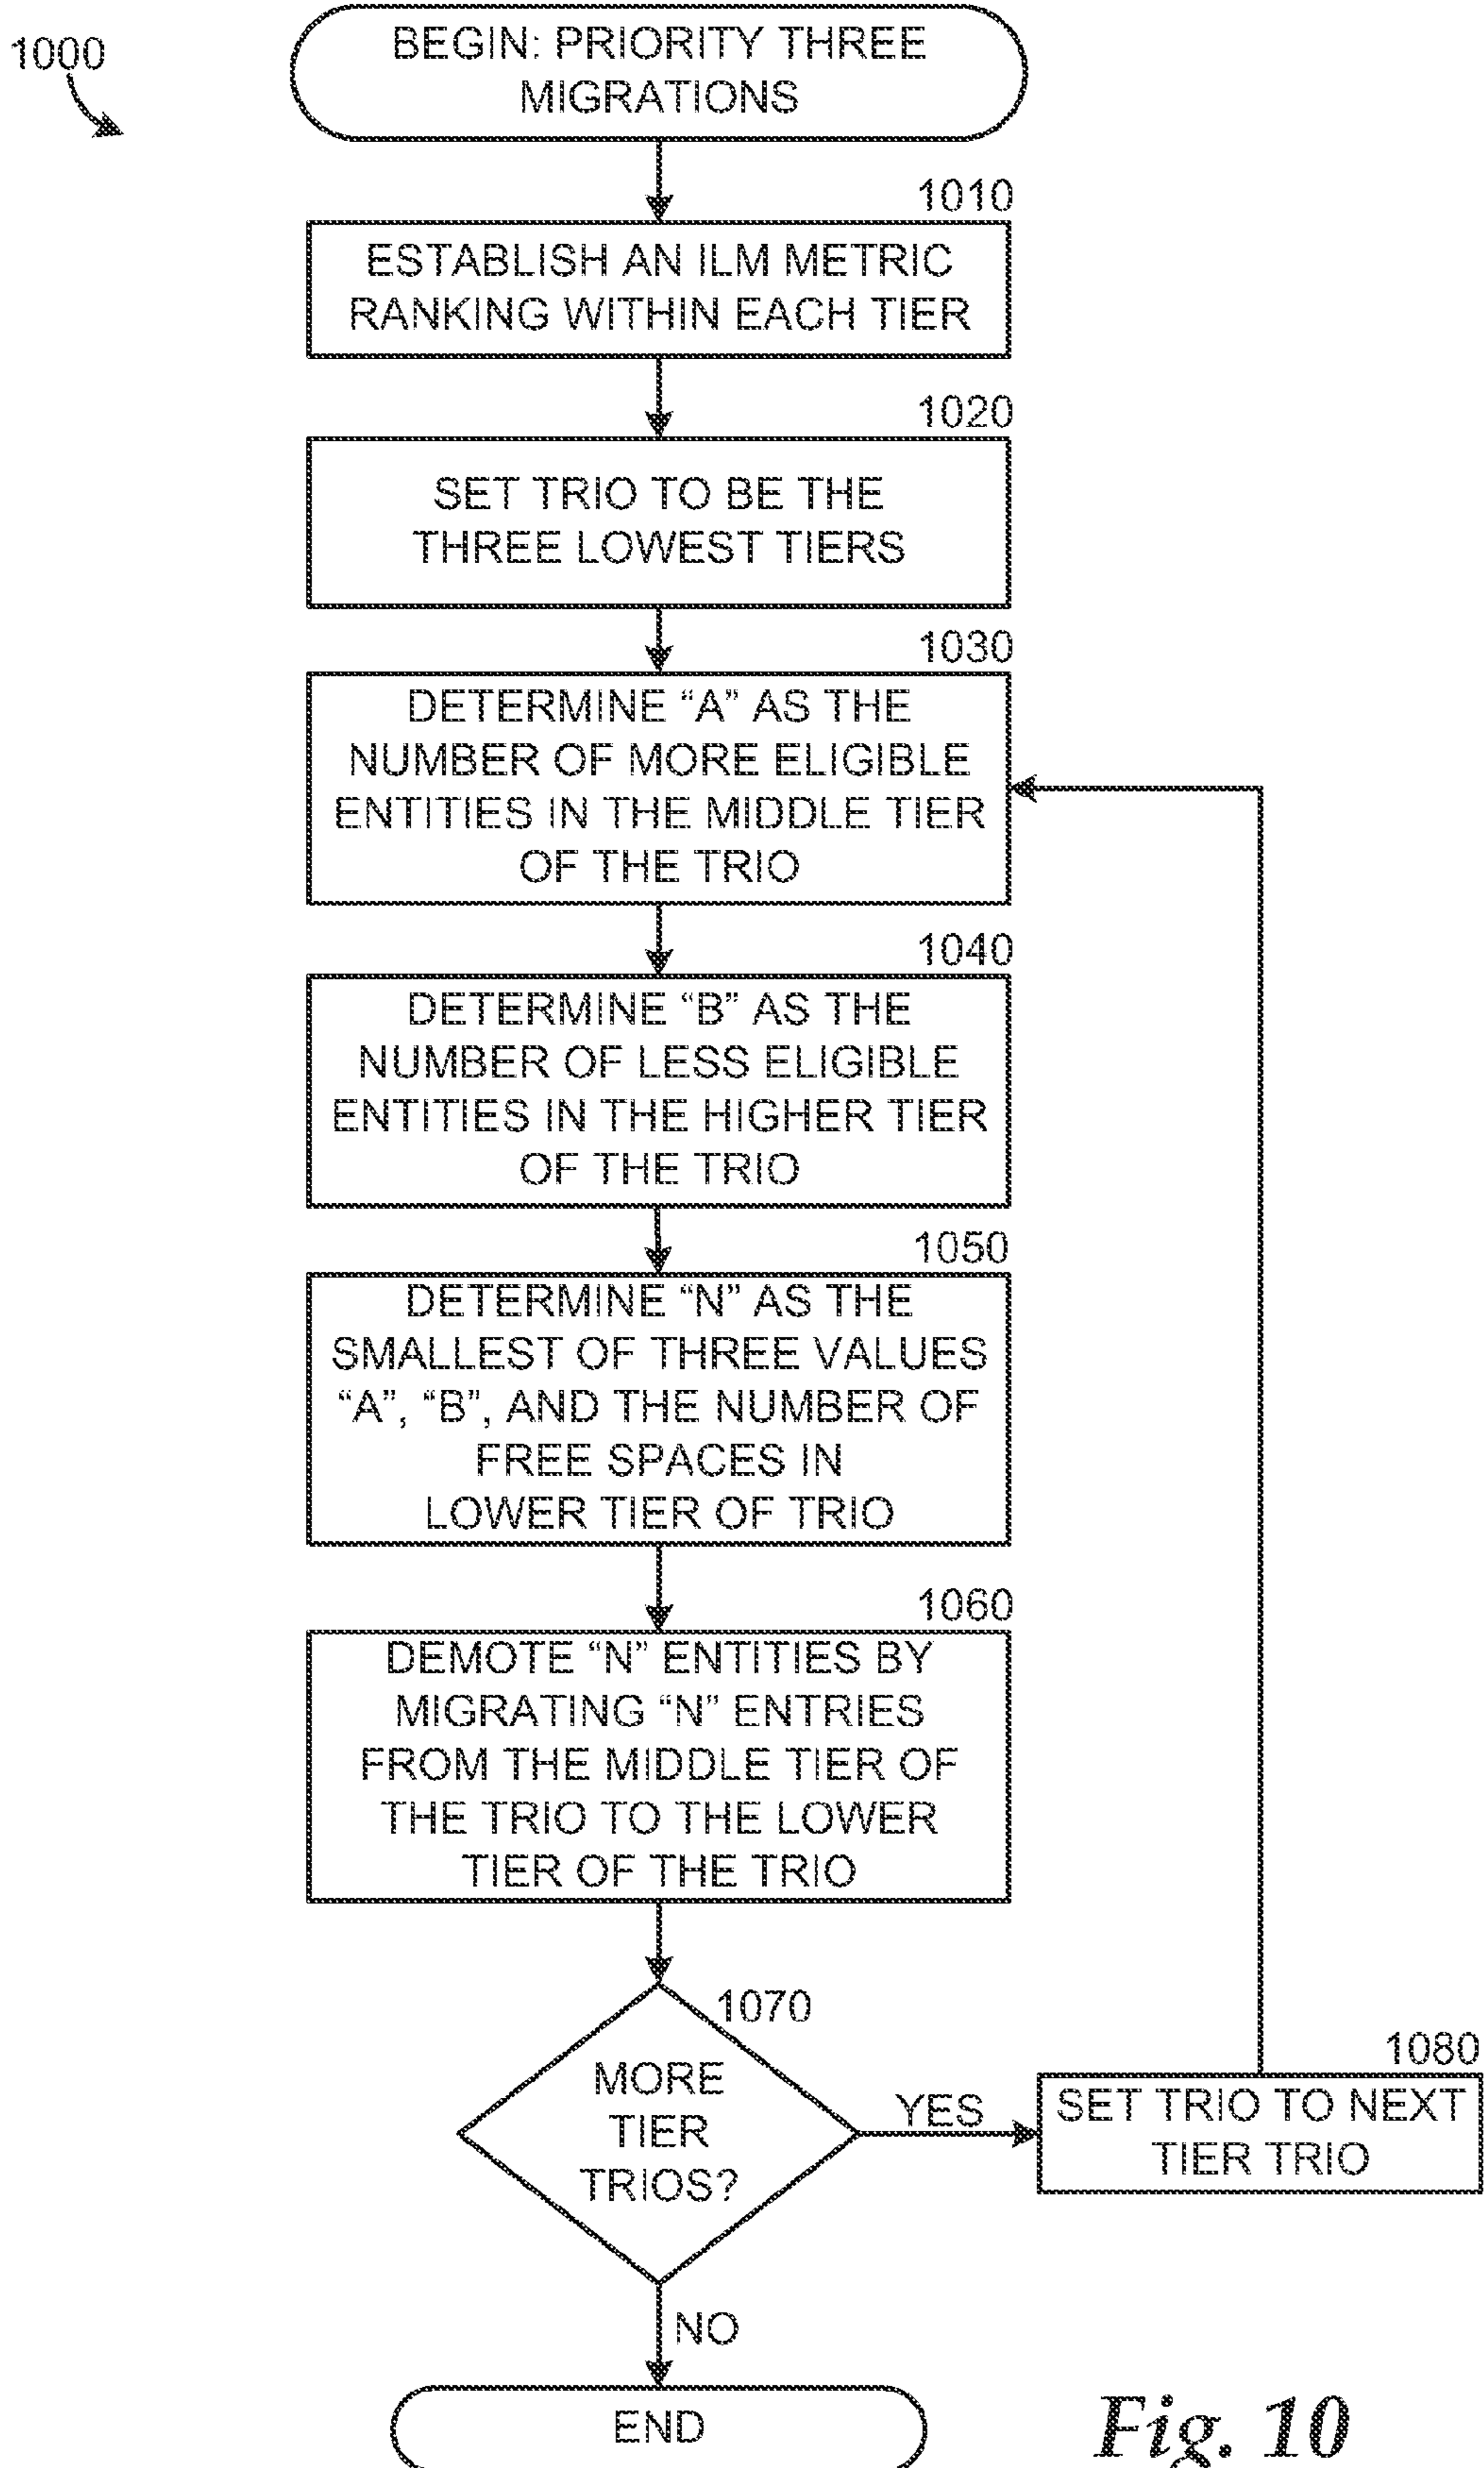 1000
BEGIN: PRIORITY THREE
MIGRATIONS
1010
ESTABLISH AN ILM METRIC
RANKING WITHIN EACH TIER
1020
SET TRIO TO BE THE
THREE LOWEST TIERS
1030
DETERMINE “A” AS THE
NUMBER OF MORE ELIGIBLE
ENTITIES IN THE MIDDLE TIER
OF THE TRIO
1040
DETERMINE “B” AS THE
NUMBER OF LESS ELIGIBLE
ENTITIES IN THE HIGHER TIER
OF THE TRIO
1050
DETERMINE “N” AS THE
SMALLEST OF THREE VALUES
“A”, “B”, AND THE NUMBER OF
FREE SPACES IN
LOWER TIER OF TRIO
1060
DEMOTE “N” ENTITIES BY
MIGRATING “N” ENTRIES
FROM THE MIDDLE TIER OF
THE TRIO TO THE LOWER
TIER OF THE TRIO
1070
MORE
TIER
TRIOS?
YES
1080
SET TRIO TO NEXT
TIER TRIO
NO
END
Fig. 10